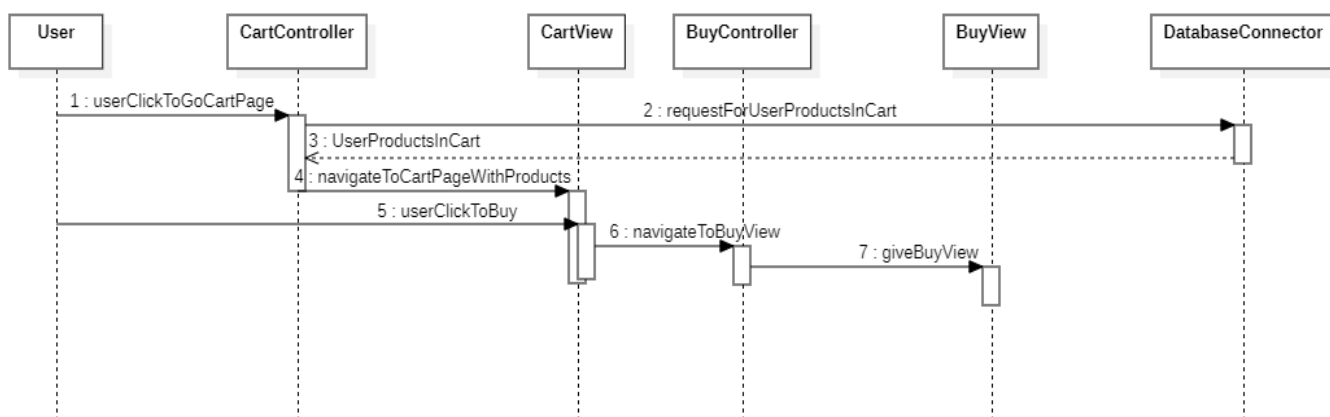 User
CartController
CartView
BuyController
BuyView
DatabaseConnector
1 : userClickToGoCartPage
2 : requestForUserProductsInCart
3 : UserProductsInCart
4 : navigateToCartPageWithProducts
5 : userClickToBuy
6 : navigateToBuyView
7 : giveBuyView